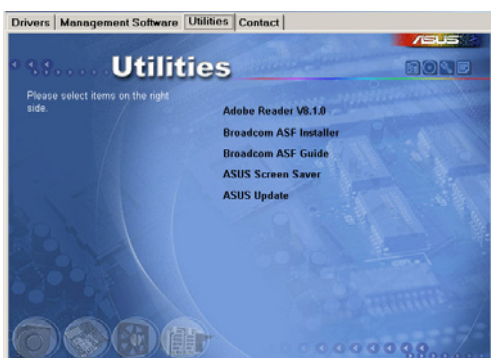 Drivers Management Software Utilities Contact
ASUS
Utilities
Please select items on the right
side.
Adobe Reader V8.1.0
Broadcom ASF Installer
Broadcom ASF Guide
ASUS Screen Saver
ASUS Update